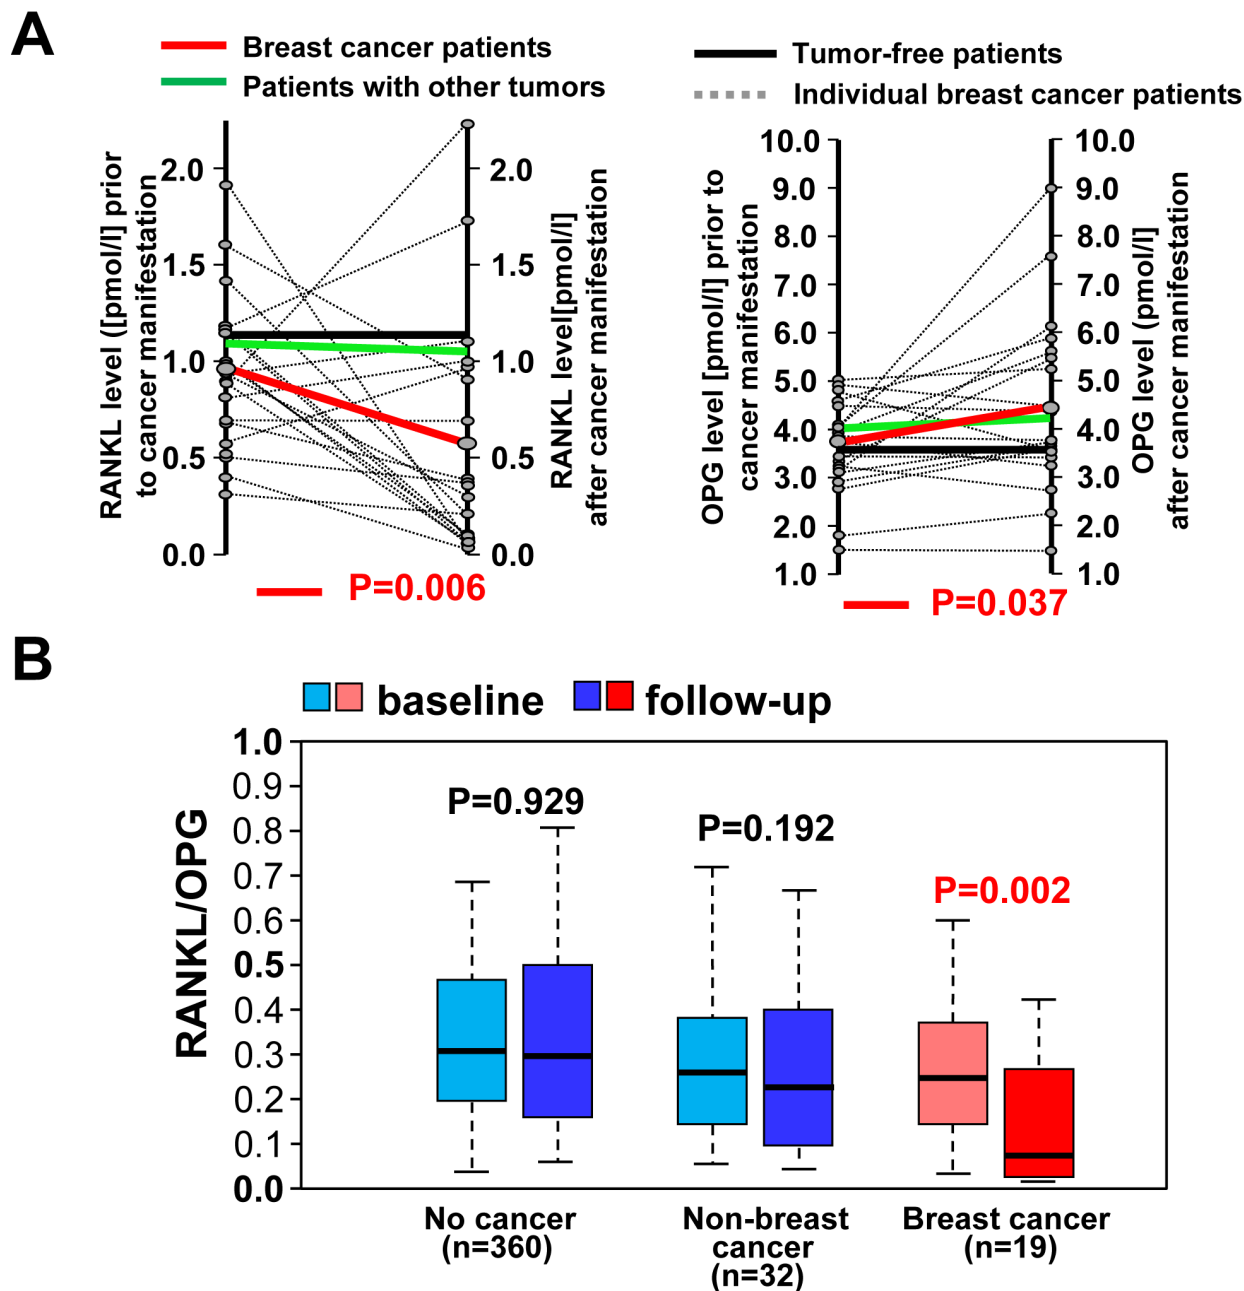 A
Breast cancer patients
Patients with other tumors
Tumor-free patients
Individual breast cancer patients
RANKL level ([pmol/l] prior
to cancer manifestation
2.0
1.5
1.0
0.5
0.0
2.0
1.5
1.0
0.5
0.0
RANKL level[pmol/l]
after cancer manifestation
P=0.006
OPG level [pmol/l] prior to
cancer manifestation
10.0
9.0
8.0
7.0
6.0
5.0
4.0
3.0
2.0
1.0
10.0
9.0
8.0
7.0
6.0
5.0
4.0
3.0
2.0
1.0
OPG level (pmol/l]
after cancer manifestation
P=0.037
B
baseline
follow-up
RANKL/OPG
1.0
0.9
0.8
0.7
0.6
0.5
0.4
0.3
0.2
0.1
0.0
P=0.929
P=0.192
P=0.002
No cancer
(n=360)
Non-breast
cancer
(n=32)
Breast cancer
(n=19)